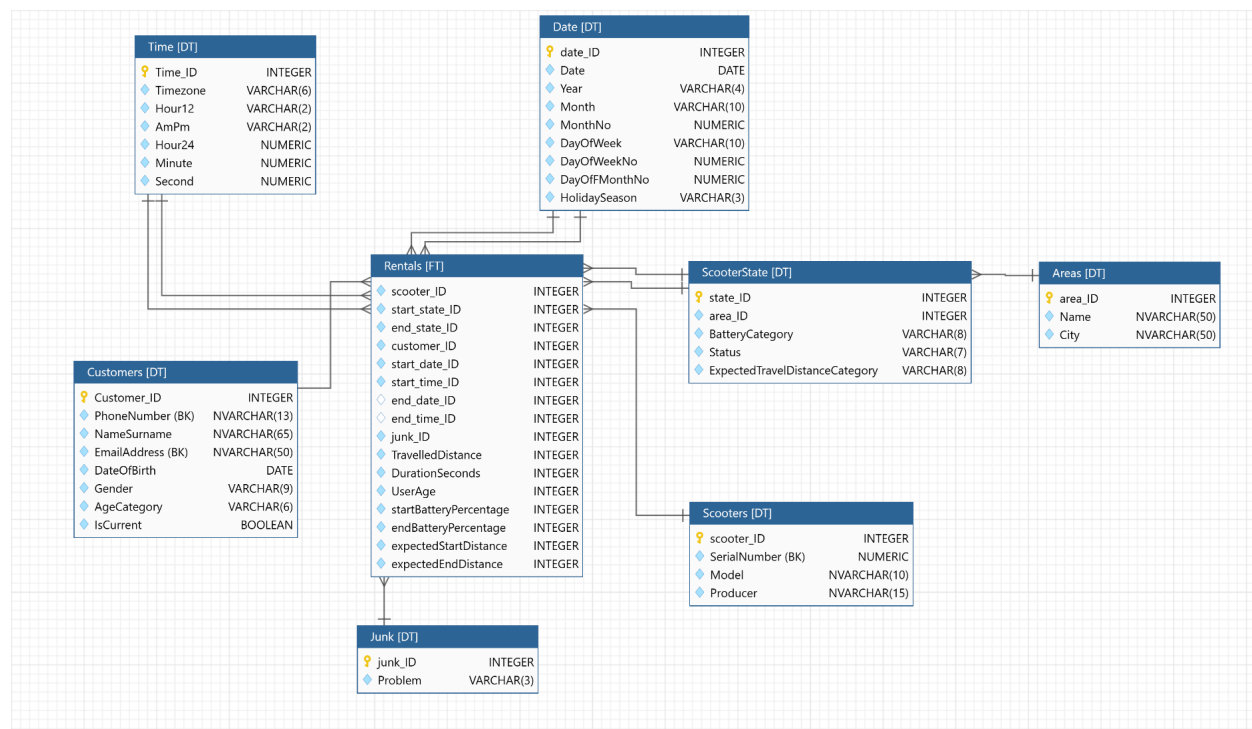 Time [DT]
Time_ID INTEGER
Timezone VARCHAR(6)
Hour12 VARCHAR(2)
AmPm VARCHAR(2)
Hour24 NUMERIC
Minute NUMERIC
Second NUMERIC
Date [DT]
date_ID INTEGER
Date DATE
Year VARCHAR(4)
Month VARCHAR(10)
MonthNo NUMERIC
DayOfWeek VARCHAR(10)
DayOfWeekNo NUMERIC
DayOfFMonthNo NUMERIC
HolidaySeason VARCHAR(3)
Rentals [FT]
scooter_ID INTEGER
start_state_ID INTEGER
end_state_ID INTEGER
customer_ID INTEGER
start_date_ID INTEGER
start_time_ID INTEGER
end_date_ID INTEGER
end_time_ID INTEGER
junk_ID INTEGER
TravelledDistance INTEGER
DurationSeconds INTEGER
UserAge INTEGER
startBatteryPercentage INTEGER
endBatteryPercentage INTEGER
expectedStartDistance INTEGER
expectedEndDistance INTEGER
ScooterState [DT]
state_ID INTEGER
area_ID INTEGER
BatteryCategory VARCHAR(8)
Status VARCHAR(7)
ExpectedTravelDistanceCategory VARCHAR(8)
Areas [DT]
area_ID INTEGER
Name NVARCHAR(50)
City NVARCHAR(50)
Customers [DT]
Customer_ID INTEGER
PhoneNumber (BK) NVARCHAR(13)
NameSurname NVARCHAR(65)
EmailAddress (BK) NVARCHAR(50)
DateOfBirth DATE
Gender VARCHAR(9)
AgeCategory VARCHAR(6)
IsCurrent BOOLEAN
Scooters [DT]
scooter_ID INTEGER
SerialNumber (BK) NUMERIC
Model NVARCHAR(10)
Producer NVARCHAR(15)
Junk [DT]
junk_ID INTEGER
Problem VARCHAR(3)